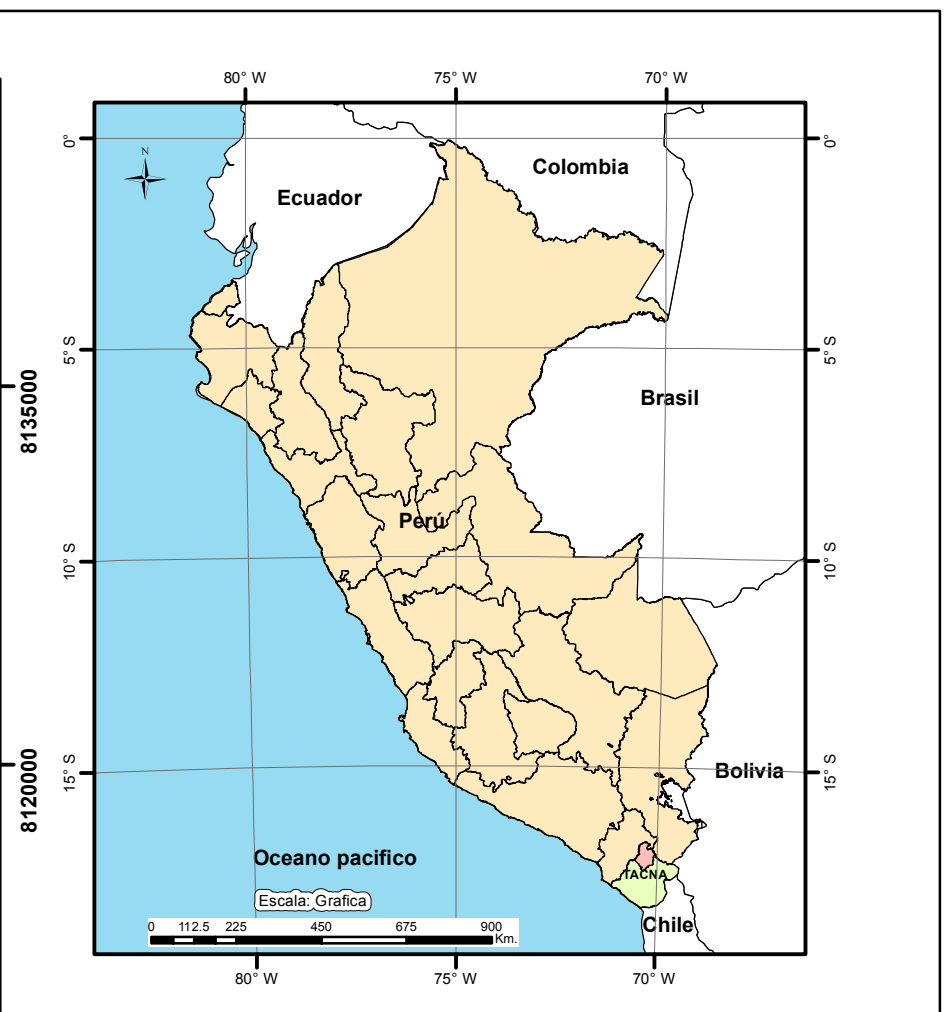 80° W 75° W 70° W
N
0° 0°
Colombia
Ecuador
5° S 5° S
8135000
Brasil
Perú
10° S 10° S
15° S Bolivia 15° S
8120000
Oceano pacifico
TACNA
Escala: Grafica
Chile
0 112.5 225 450 675 900
Km.
80° W 75° W 70° W